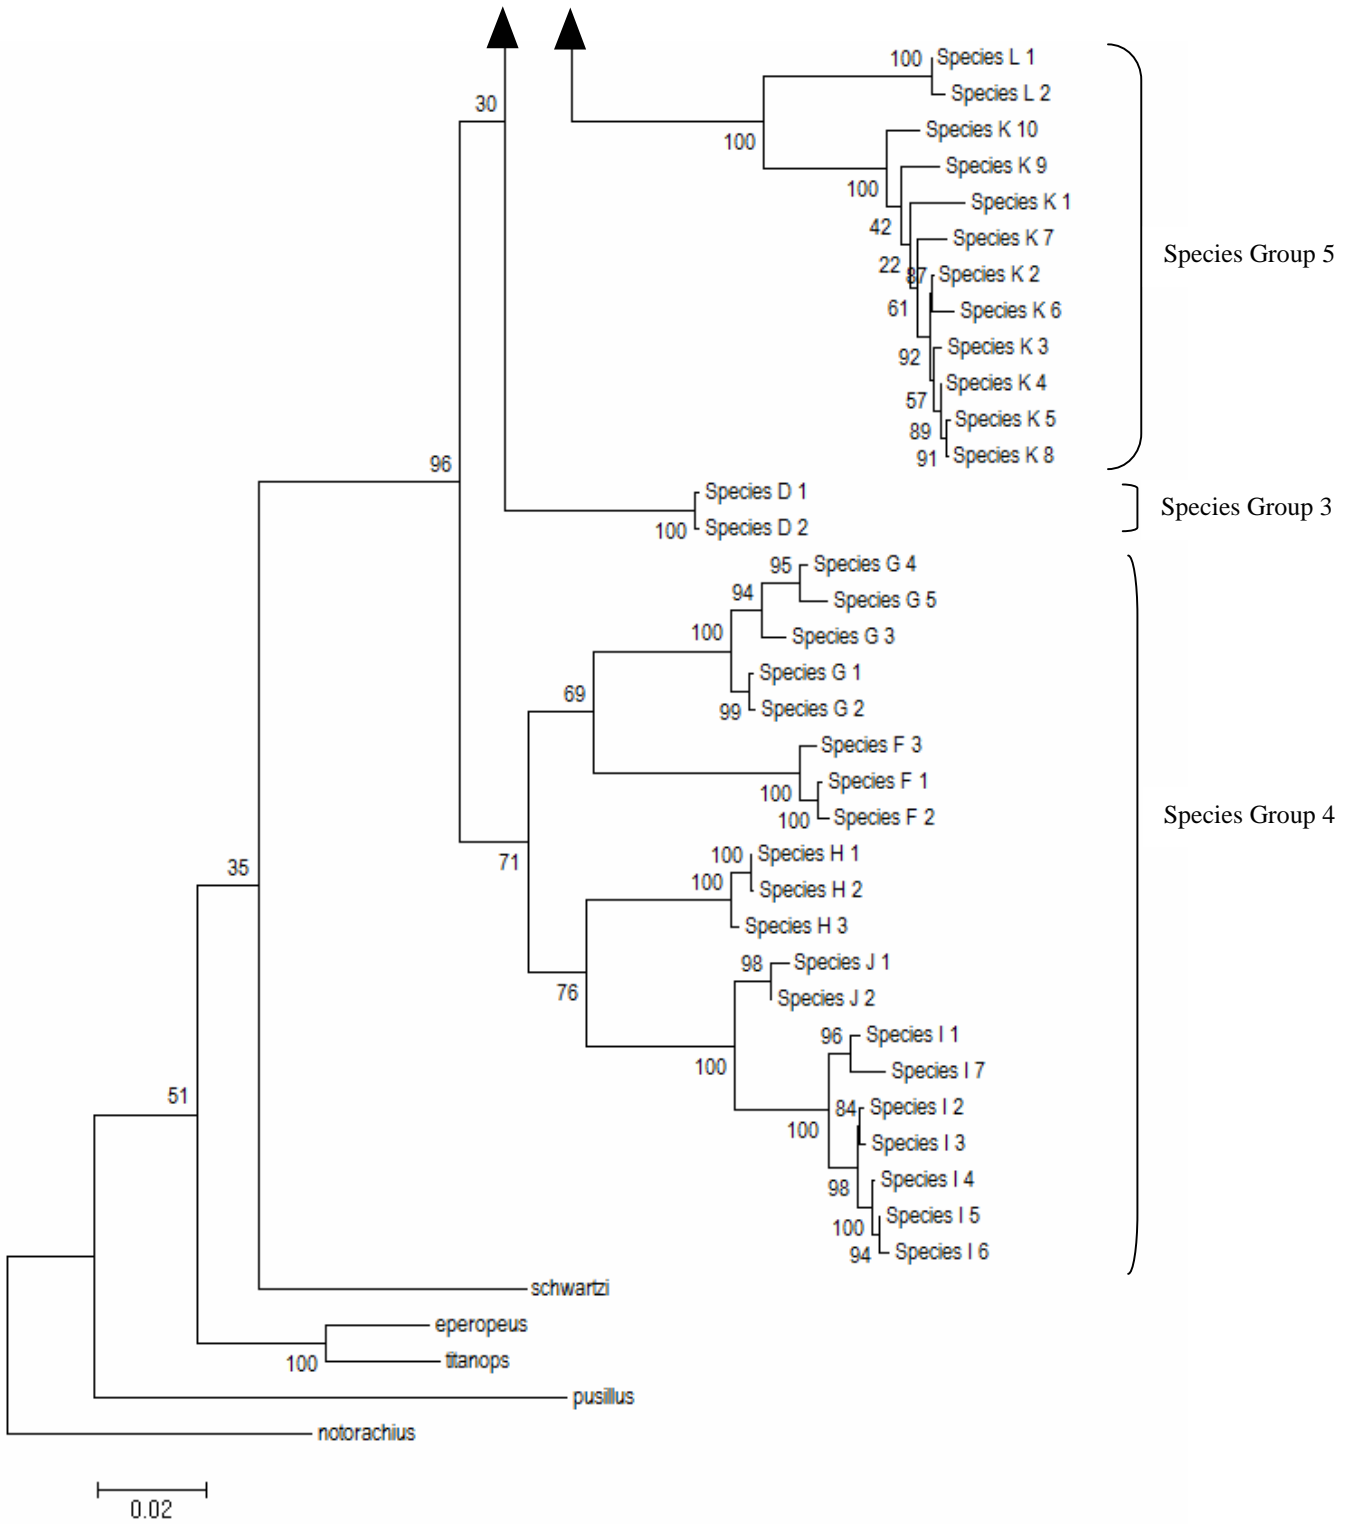 Species L 1
100
Species L 2
30
Species K 10
100
Species K 9
100
Species K 1
42
Species K 7
Species Group 5
22
87
Species K 2
61
Species K 6
Species K 3
92
Species K 4
57
Species K 5
89
Species K 8
91
96
Species D 1
Species Group 3
Species D 2
100
Species G 4
95
94
Species G 5
100
Species G 3
Species G 1
69
99
Species G 2
Species F 3
Species F 1
100
Species F 2
100
Species Group 4
Species H 1
100
71
35
100
Species H 2
Species H 3
98
Species J 1
76
Species J 2
96
Species I 1
100
Species I 7
51
84
Species I 2
100
Species I 3
Species I 4
98
Species I 5
100
Species I 6
94
schwartzi
eperopeus
100
titanops
pusillus
notorachius
0.02